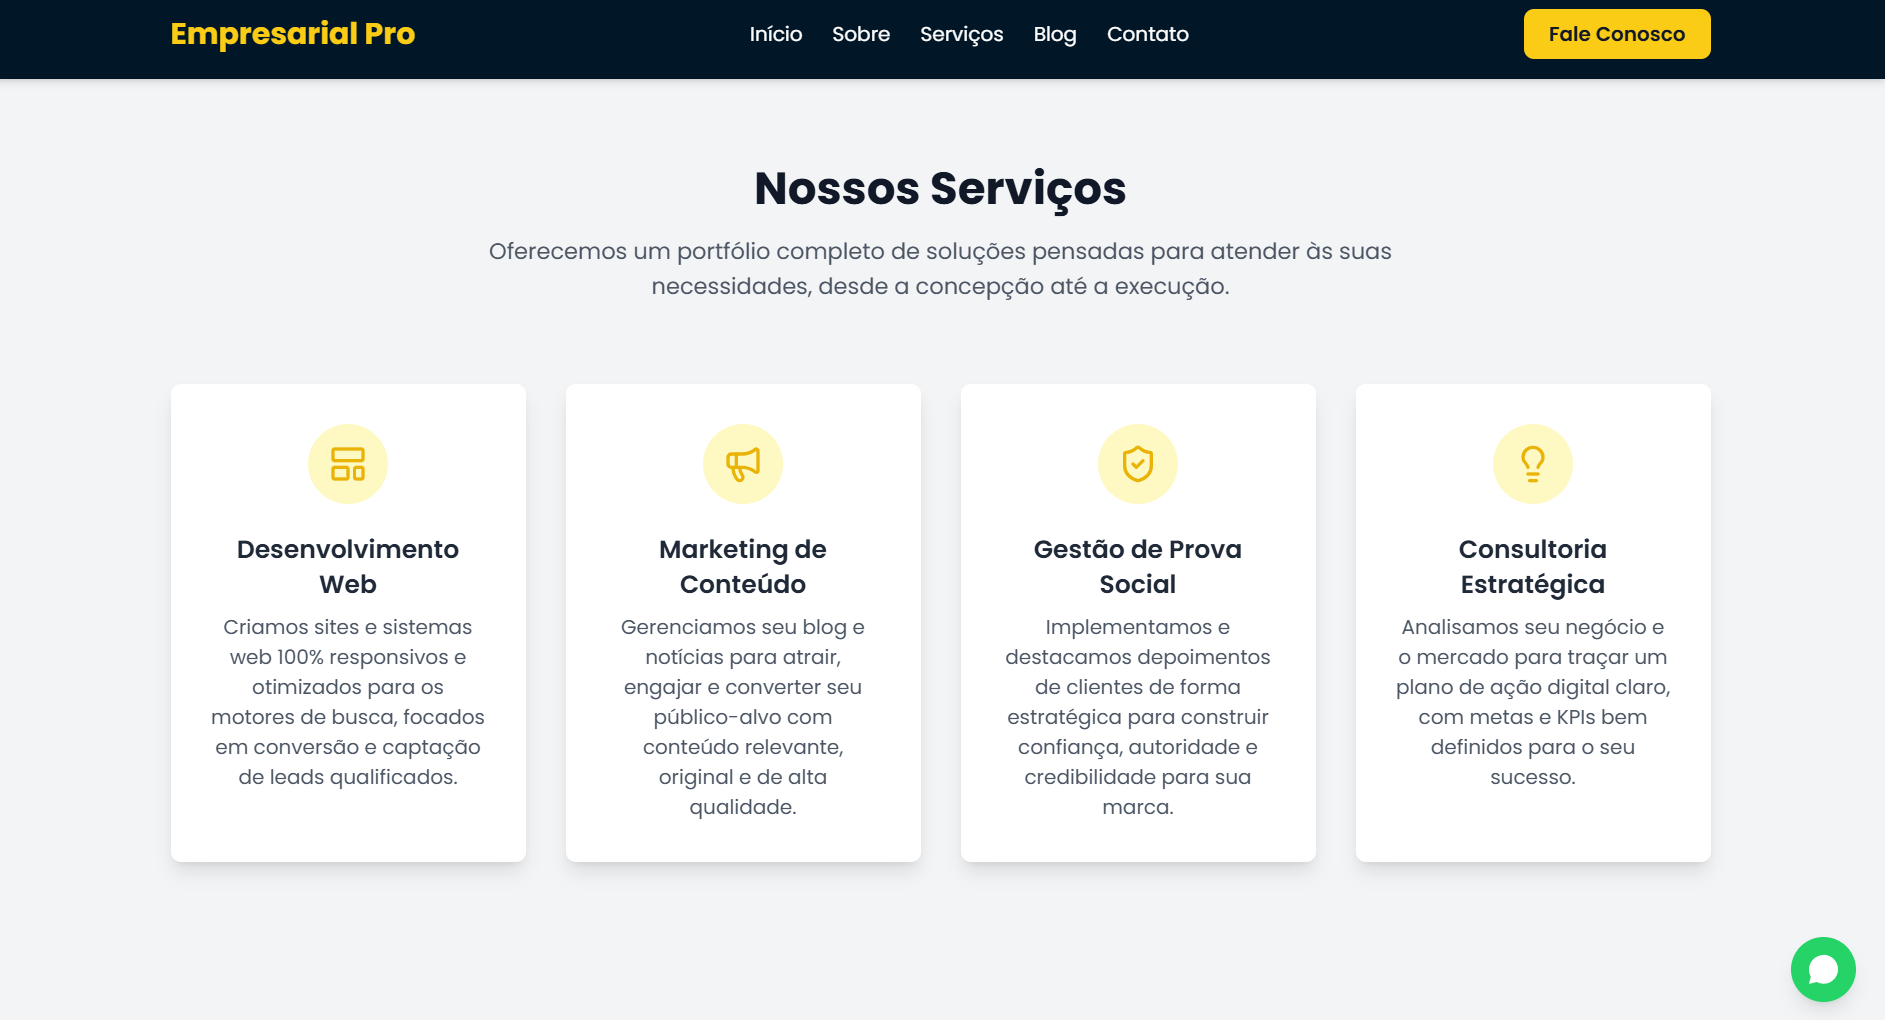 Empresarial Pro
Início
Sobre
Serviços
Blog
Contato
Fale Conosco
Nossos Serviços
Oferecemos um portfólio completo de soluções pensadas para atender às suas
necessidades, desde a concepção até a execução.
Desenvolvimento
Web
Criamos sites e sistemas
web 100% responsivos e
otimizados para os
motores de busca, focados
em conversão e captação
de leads qualificados.
Marketing de
Conteúdo
Gerenciamos seu blog e
notícias para atrair,
engajar e converter seu
público-alvo com
conteúdo relevante,
original e de alta
qualidade.
Gestão de Prova
Social
Implementamos e
destacamos depoimentos
de clientes de forma
estratégica para construir
confiança, autoridade e
credibilidade para sua
marca.
Consultoria
Estratégica
Analisamos seu negócio e
o mercado para traçar um
plano de ação digital claro,
com metas e KPIs bem
definidos para o seu
sucesso.